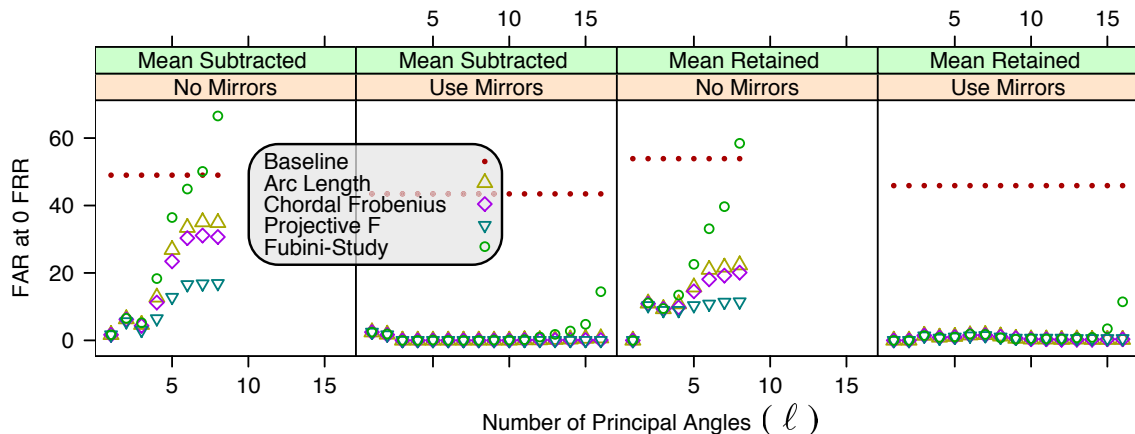 5 10 15 5 10 15
Mean Subtracted Mean Subtracted Mean Retained Mean Retained
No Mirrors Use Mirrors No Mirrors Use Mirrors
60
40
20
0
FAR at 0 FRR
Baseline
Arc Length
Chordal Frobenius
Projective F
Fubini-Study
5 10 15 5 10 15
Number of Principal Angles ( ℓ )